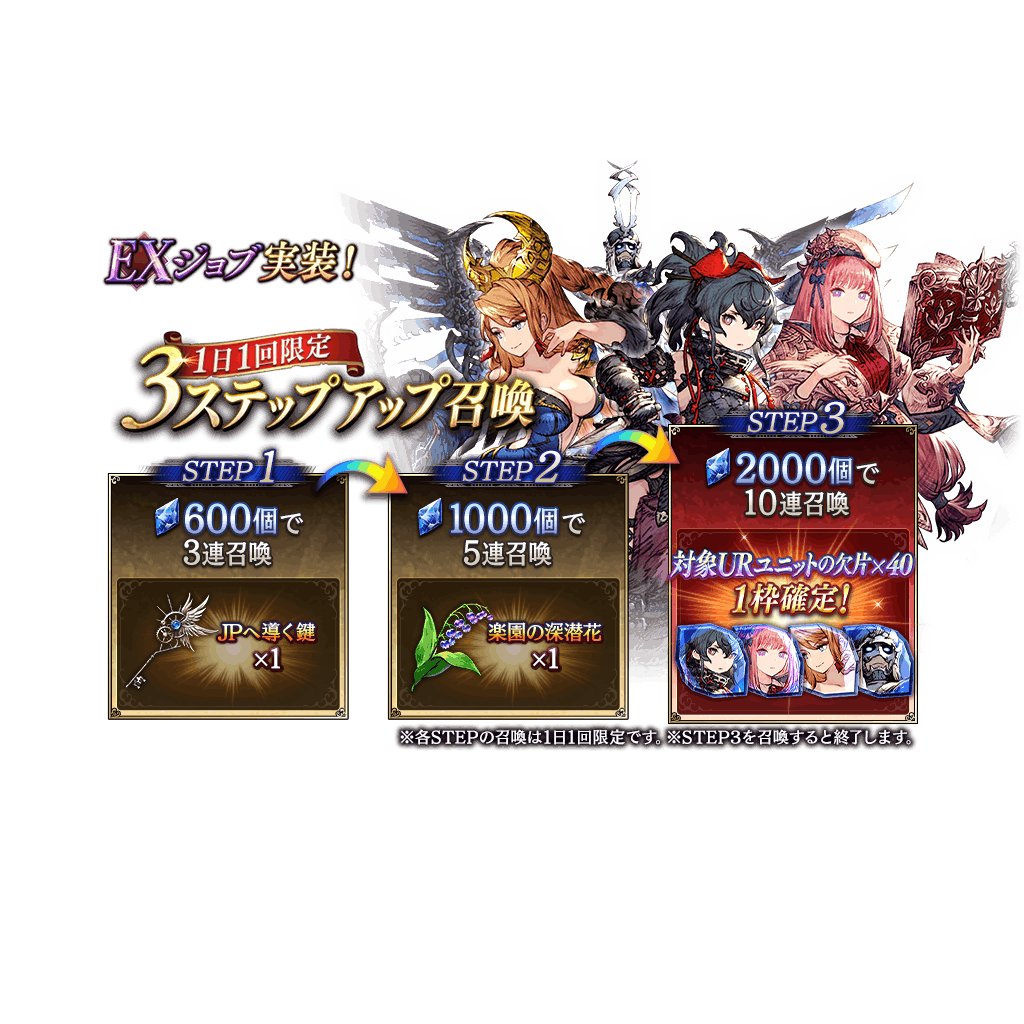 EXジョブ実装!
1日1回限定
3ステップアップ召喚
STEP1
600個で
3連召喚
JPへ導く鍵
×1
STEP2
1000個で
5連召喚
楽園の深潜花
×1
STEP3
2000個で
10連召喚
対象URユニットの欠片×40
1枠確定!
※各STEPの召喚は1日1回限定です。※STEP3を召喚すると終了します。